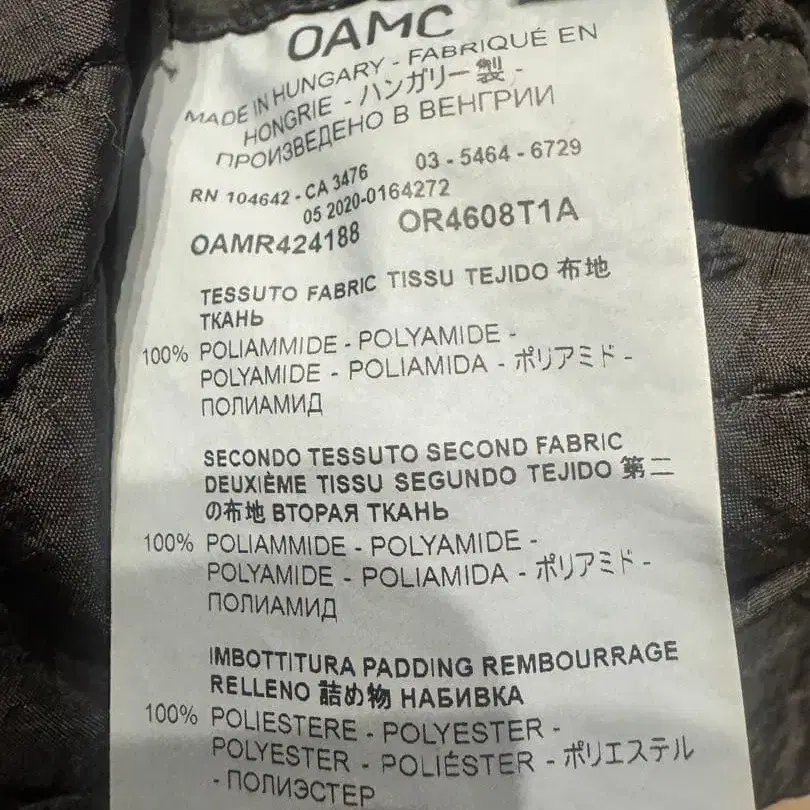 OAMC
MADE IN HUNGARY - FABRIQUÉ EN
HONGRIE - ハンガリー製 -
ПРОИЗВЕДЕНО В ВЕНГРИИ
RN 104642 - CA 3476 03 - 5464 - 6729
05 2020-0164272
OAMR424188 OR4608T1A
TESSUTO FABRIC TISSU TEJIDO 布地
ТКАНЬ
100% POLIAMMIDE - POLYAMIDE -
POLYAMIDE - POLIAMIDA - ポリアミド -
ПОЛИАМИД
SECONDO TESSUTO SECOND FABRIC
DEUXIÈME TISSU SEGUNDO TEJIDO 第二
の布地 ВТОРАЯ ТКАНЬ
100% POLIAMMIDE - POLYAMIDE -
POLYAMIDE - POLIAMIDA - ポリアミド -
ПОЛИАМИД
IMBOTTITURA PADDING REMBOURRAGE
RELLENO 詰め物 НАБИВКА
100% POLIESTERE - POLYESTER -
POLYESTER - POLIÉSTER - ポリエステル
- ПОЛИЭСТЕР